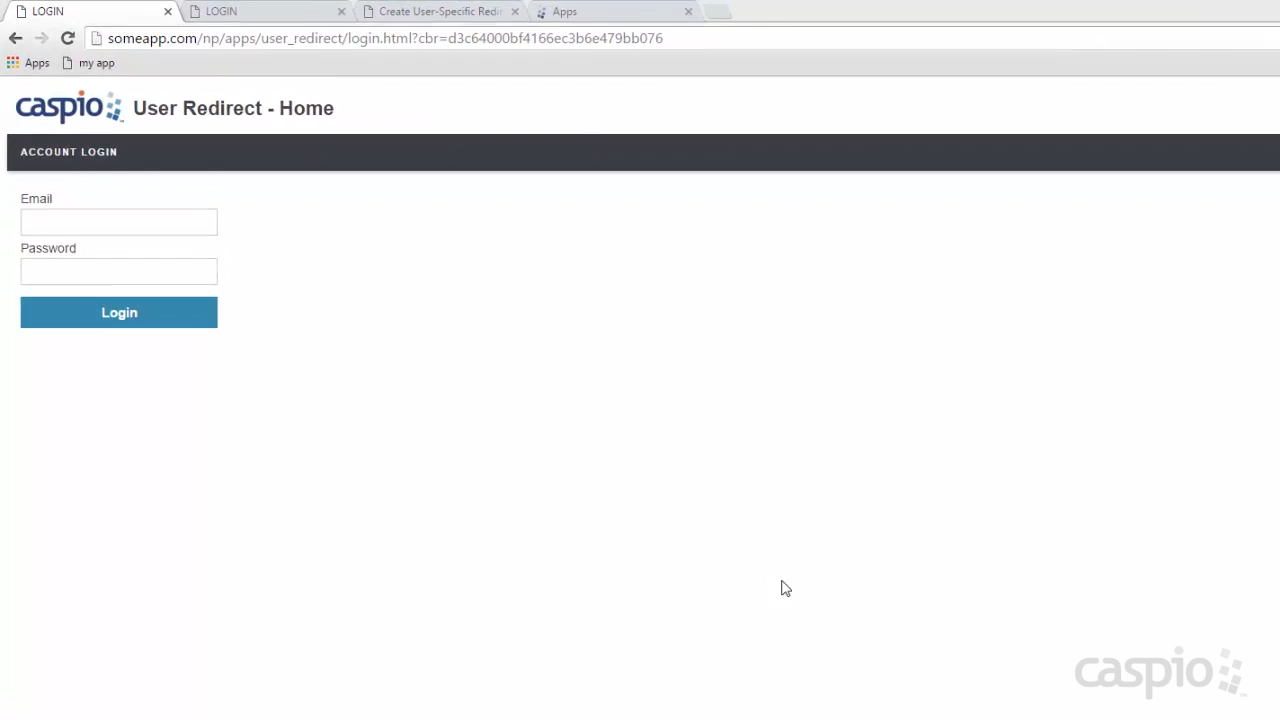 LOGIN
LOGIN
Create User-Specific Redi
Apps
someapp.com/np/apps/user_redirect/login.html?cbr=d3c64000bf4166ec3b6e479bb076
Apps
my app
caspio User Redirect - Home
ACCOUNT LOGIN
Email
Password
Login
caspio